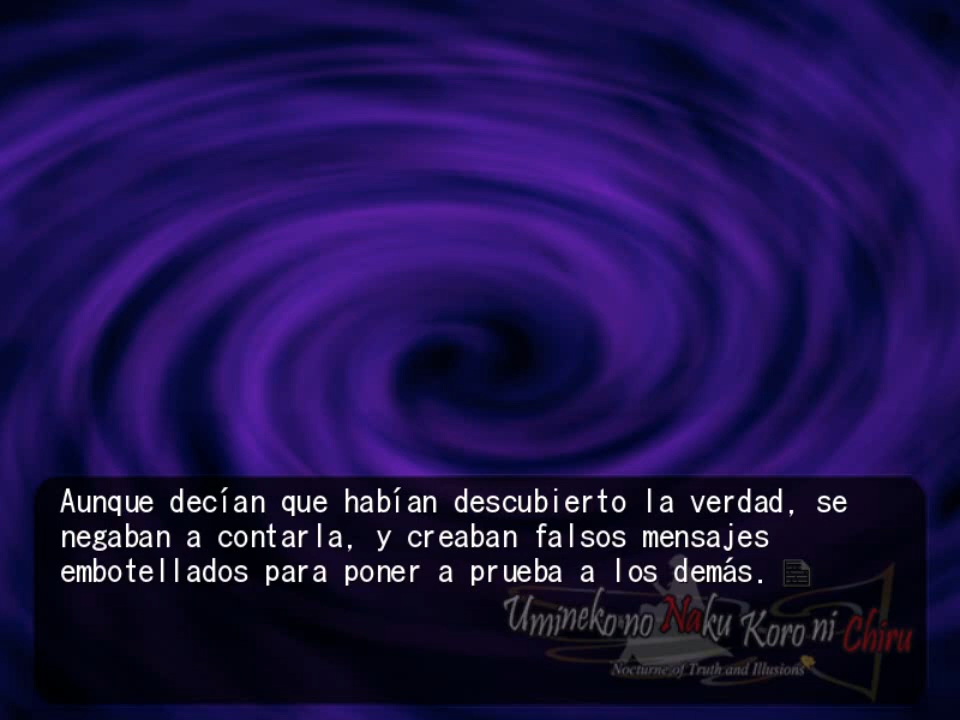 Aunque decían que habían descubierto la verdad, se
negaban a contarla, y creaban falsos mensajes
embotellados para poner a prueba a los demás.
Umineko no Naku Koro ni Chiru
Nocturne of Truth and Illusions